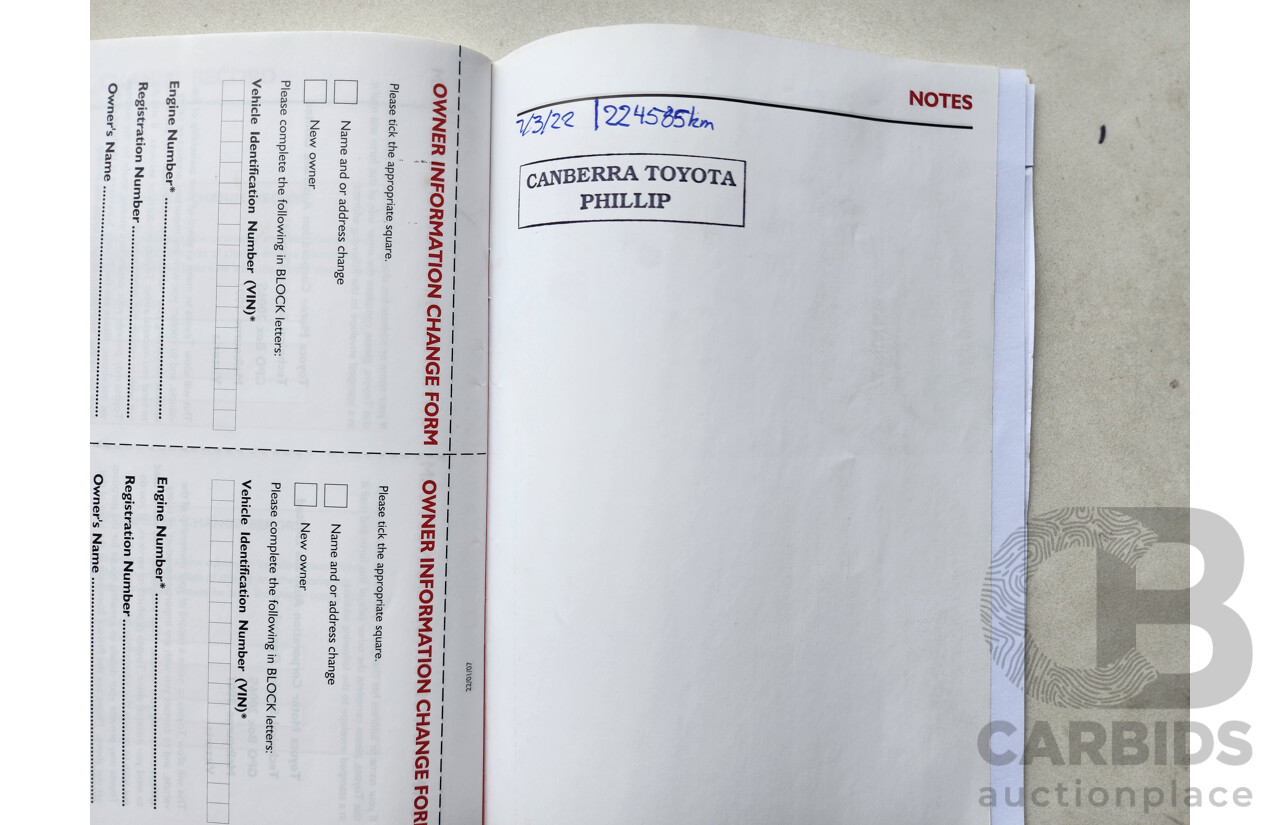 OWNER INFORMATION CHANGE FORM
Please tick the appropriate square.
Name and or address change
New owner
Please complete the following in BLOCK letters:
Vehicle Identification Number (VIN)*
Engine Number*
Registration Number
Owner's Name
OWNER INFORMATION CHANGE FORM
Please tick the appropriate square.
Name and or address change
New owner
Please complete the following in BLOCK letters:
Vehicle Identification Number (VIN)*
Engine Number*
Registration Number
Owner's Name
22/01/07
NOTES
7/3/22 | 224585km
CANBERRA TOYOTA
PHILLIP
CB
CARBIDS
auctionplace